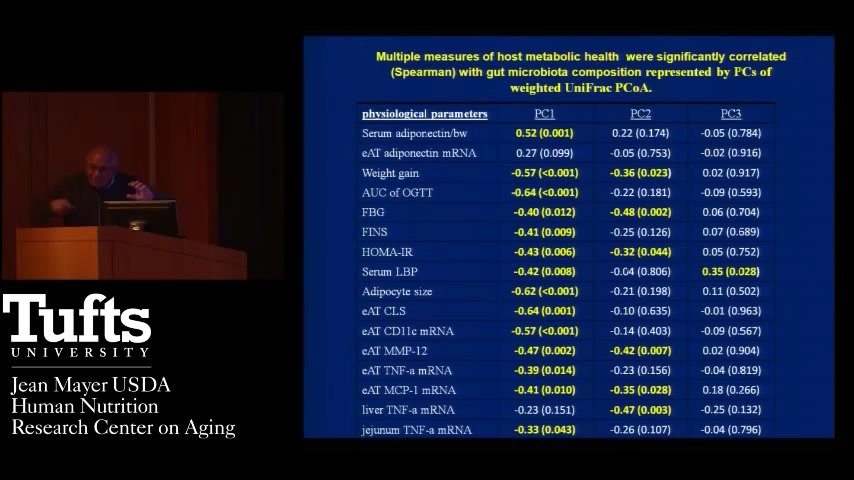 Multiple measures of host metabolic health were significantly correlated
(Spearman) with gut microbiota composition represented by PCs of
weighted UniFrac PCoA.
physiological parameters PC1 PC2 PC3
Serum adiponectin/bw 0.52 (0.001) 0.22 (0.174) -0.05 (0.784)
eAT adiponectin mRNA 0.27 (0.099) -0.05 (0.753) -0.02 (0.916)
Weight gain -0.57 (<0.001) -0.36 (0.023) 0.02 (0.917)
AUC of OGTT -0.64 (<0.001) -0.22 (0.181) -0.09 (0.593)
FBG -0.40 (0.012) -0.48 (0.002) 0.06 (0.704)
FINS -0.41 (0.009) -0.25 (0.126) 0.07 (0.689)
HOMA-IR -0.43 (0.006) -0.32 (0.044) 0.05 (0.752)
Serum LBP -0.42 (0.008) -0.04 (0.806) 0.35 (0.028)
Adipocyte size -0.62 (<0.001) -0.21 (0.198) 0.11 (0.502)
eAT CLS -0.64 (0.001) -0.10 (0.635) -0.01 (0.963)
eAT CD11c mRNA -0.57 (<0.001) -0.14 (0.403) -0.09 (0.567)
eAT MMP-12 -0.47 (0.002) -0.42 (0.007) 0.02 (0.904)
eAT TNF-a mRNA -0.39 (0.014) -0.23 (0.156) -0.04 (0.819)
eAT MCP-1 mRNA -0.41 (0.010) -0.35 (0.028) 0.18 (0.266)
liver TNF-a mRNA -0.23 (0.151) -0.47 (0.003) -0.25 (0.132)
jejunum TNF-a mRNA -0.33 (0.043) -0.26 (0.107) -0.04 (0.796)
Tufts
UNIVERSITY
Jean Mayer USDA
Human Nutrition
Research Center on Aging